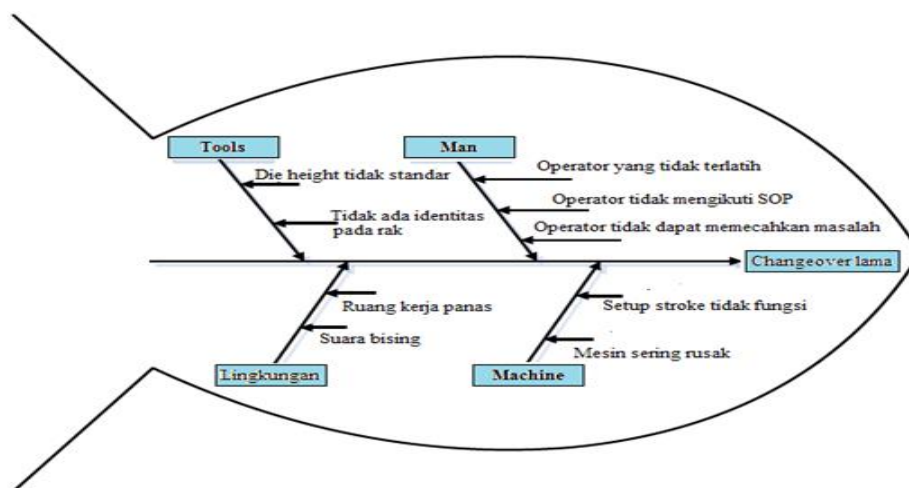 Tools
Man
Die height tidak standar
Tidak ada identitas
pada rak
Operator yang tidak terlatih
Operator tidak mengikuti SOP
Operator tidak dapat memecahkan masalah
Changeover lama
Ruang kerja panas
Suara bising
Lingkungan
Setup stroke tidak fungsi
Mesin sering rusak
Machine